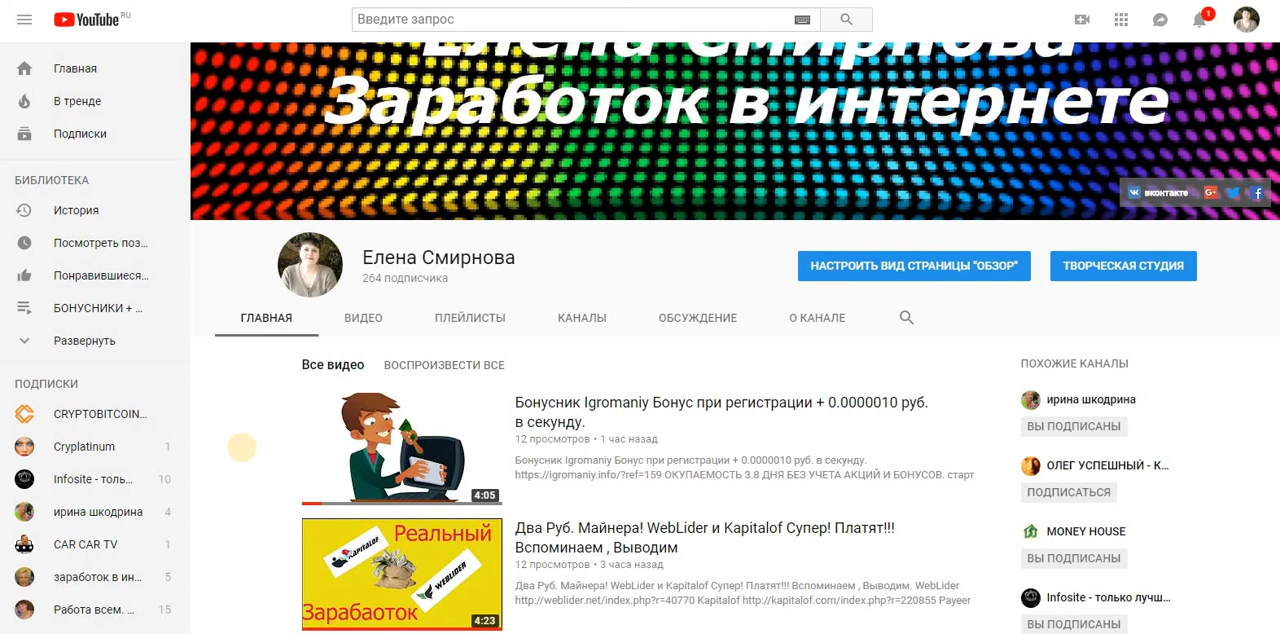 YouTube RU
Введите запрос
1
Главная
В тренде
Подписки
БИБЛИОТЕКА
История
Посмотреть поз...
Понравившиеся...
БОНУСНИКИ + ...
Развернуть
ПОДПИСКИ
CRYPTOBITCOIN...
Cryplatinum 1
Infosite - толь... 10
ирина шкодрина 4
CAR CAR TV 1
заработок в ин... 5
Работа всем. ... 15
Елена Смирнова
Заработок в интернете
вконтакте
G+
Елена Смирнова
264 подписчика
НАСТРОИТЬ ВИД СТРАНИЦЫ "ОБЗОР"
ТВОРЧЕСКАЯ СТУДИЯ
ГЛАВНАЯ
ВИДЕО
ПЛЕЙЛИСТЫ
КАНАЛЫ
ОБСУЖДЕНИЕ
О КАНАЛЕ
Все видео
ВОСПРОИЗВЕСТИ ВСЕ
4:05
Бонусник Igromaniy Бонус при регистрации + 0.0000010 руб.
в секунду.
12 просмотров • 1 час назад
Бонусник Igromaniy Бонус при регистрации + 0.0000010 руб. в секунду.
https://igromaniy.info/?ref=159 ОКУПАЕМОСТЬ 3.8 ДНЯ БЕЗ УЧЕТА АКЦИЙ И БОНУСОВ. старт
Реальный
KAPITALOF
WEBLIDER
Зарабаоток
4:23
Два Руб. Майнера! WebLider и Kapitalof Супер! Платят!!!
Вспоминаем , Выводим
12 просмотров • 3 часа назад
Два Руб. Майнера! WebLider и Kapitalof Супер! Платят!!! Вспоминаем , Выводим. WebLider
http://weblider.net/index.php?r=40770 Kapitalof http://kapitalof.com/index.php?r=220855 Payeer
ПОХОЖИЕ КАНАЛЫ
ирина шкодрина
ВЫ ПОДПИСАНЫ
ОЛЕГ УСПЕШНЫЙ - К...
ПОДПИСАТЬСЯ
MONEY HOUSE
ВЫ ПОДПИСАНЫ
Infosite - только лучш...
ВЫ ПОДПИСАНЫ